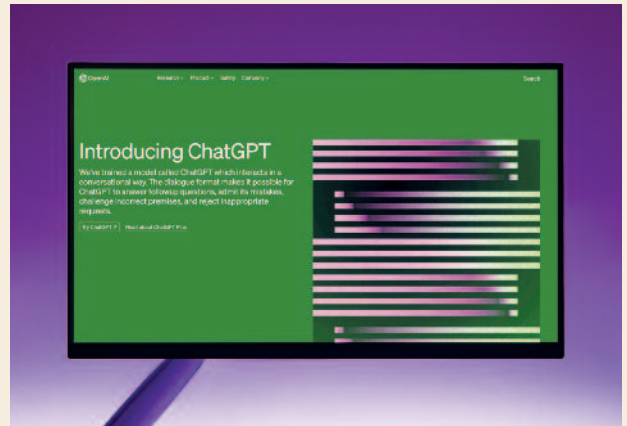 OpenAI Research Product Safety Company Search
Introducing ChatGPT
We've trained a model called ChatGPT which interacts in a
conversational way. The dialogue format makes it possible for
ChatGPT to answer followup questions, admit its mistakes,
challenge incorrect premises, and reject inappropriate
requests.
Try ChatGPT Read about ChatGPT Plus